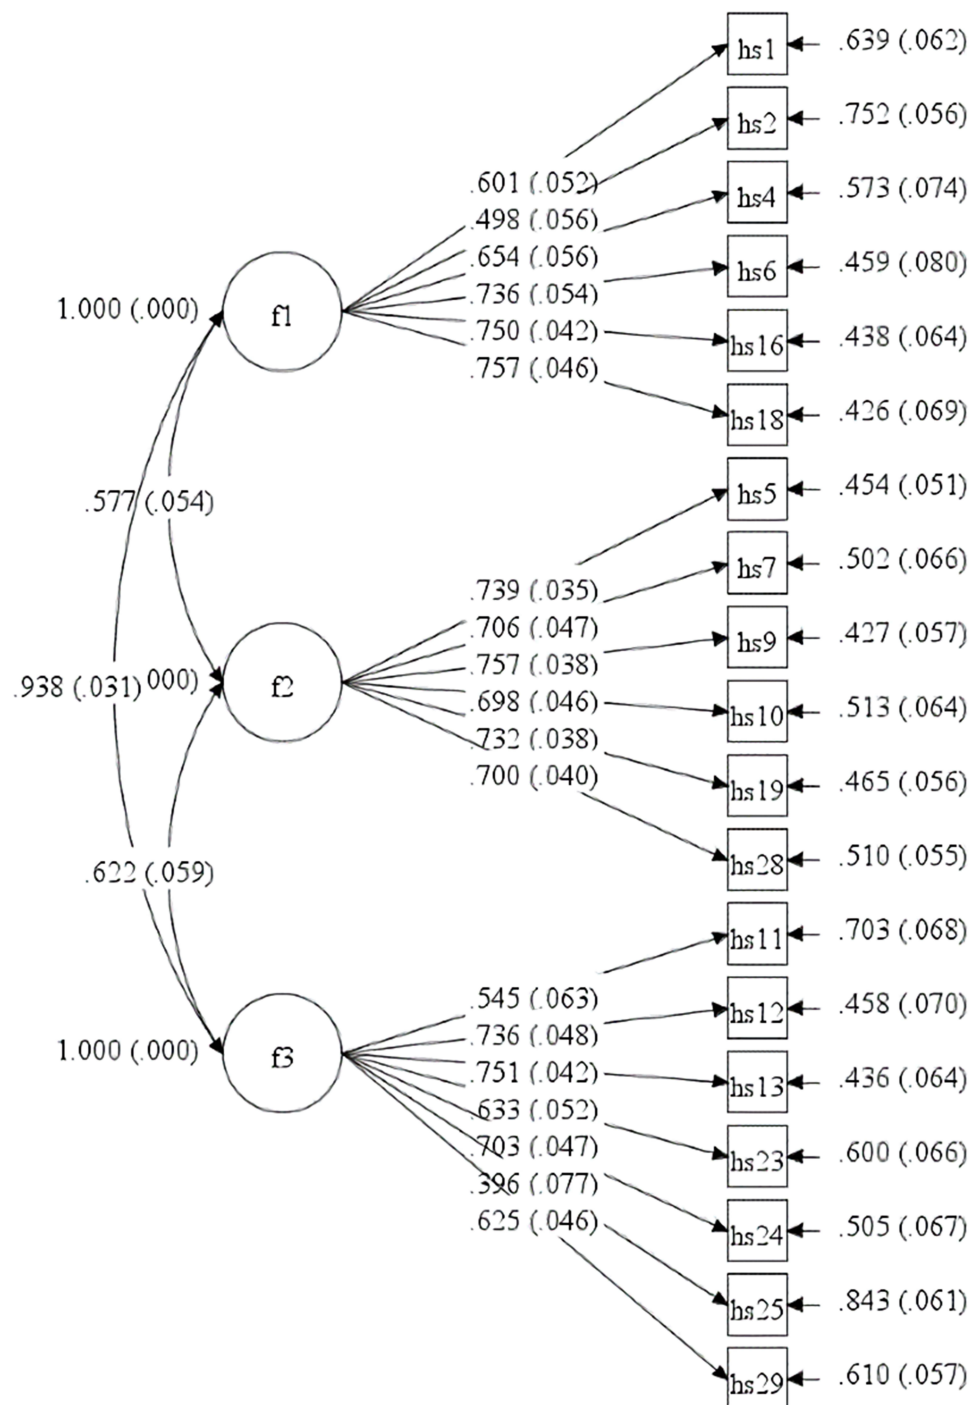 hs1 .639 (.062)
hs2 .752 (.056)
.601 (.052)
hs4 .573 (.074)
.498 (.056)
.654 (.056)
hs6 .459 (.080)
.736 (.054)
1.000 (.000) f1
.750 (.042) hs16 .438 (.064)
.757 (.046)
hs18 .426 (.069)
hs5 .454 (.051)
.577 (.054)
hs7 .502 (.066)
.739 (.035)
.706 (.047) hs9 .427 (.057)
.757 (.038)
.938 (.031) 000) f2
.698 (.046) hs10 .513 (.064)
.732 (.038)
.700 (.040) hs19 .465 (.056)
hs28 .510 (.055)
.622 (.059)
hs11 .703 (.068)
.545 (.063) hs12 .458 (.070)
.736 (.048)
1.000 (.000) f3
.751 (.042) hs13 .436 (.064)
.633 (.052)
.703 (.047) hs23 .600 (.066)
.396 (.077)
.625 (.046) hs24 .505 (.067)
hs25 .843 (.061)
hs29 .610 (.057)